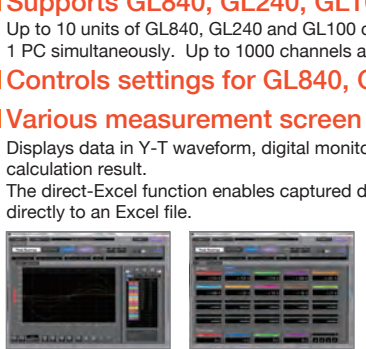 Supports GL840, GL240, GL10
Up to 10 units of GL840, GL240 and GL100 c
1 PC simultaneously. Up to 1000 channels a
Controls settings for GL840, G
Various measurement screen
Displays data in Y-T waveform, digital monito
calculation result.
The direct-Excel function enables captured d
directly to an Excel file.